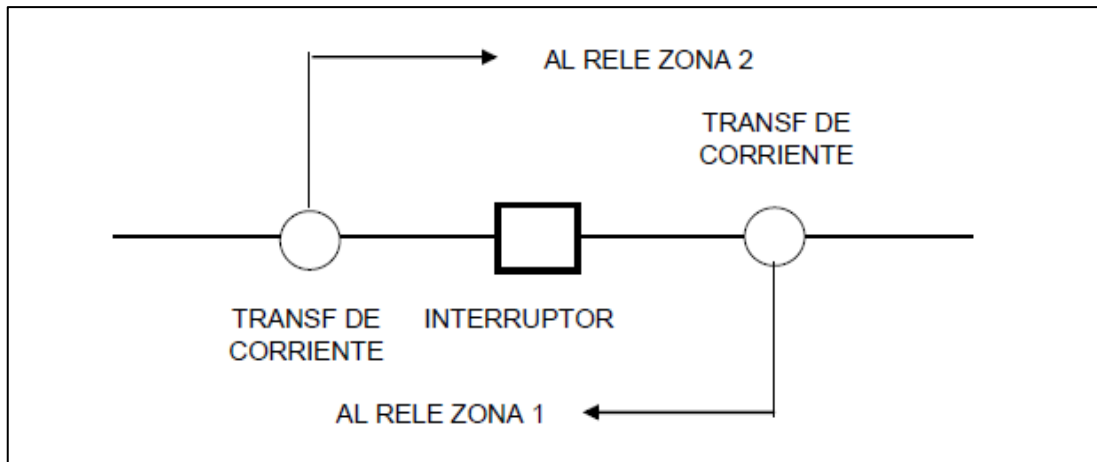 AL RELE ZONA 2
TRANSF DE
CORRIENTE
TRANSF DE
CORRIENTE
INTERRUPTOR
AL RELE ZONA 1